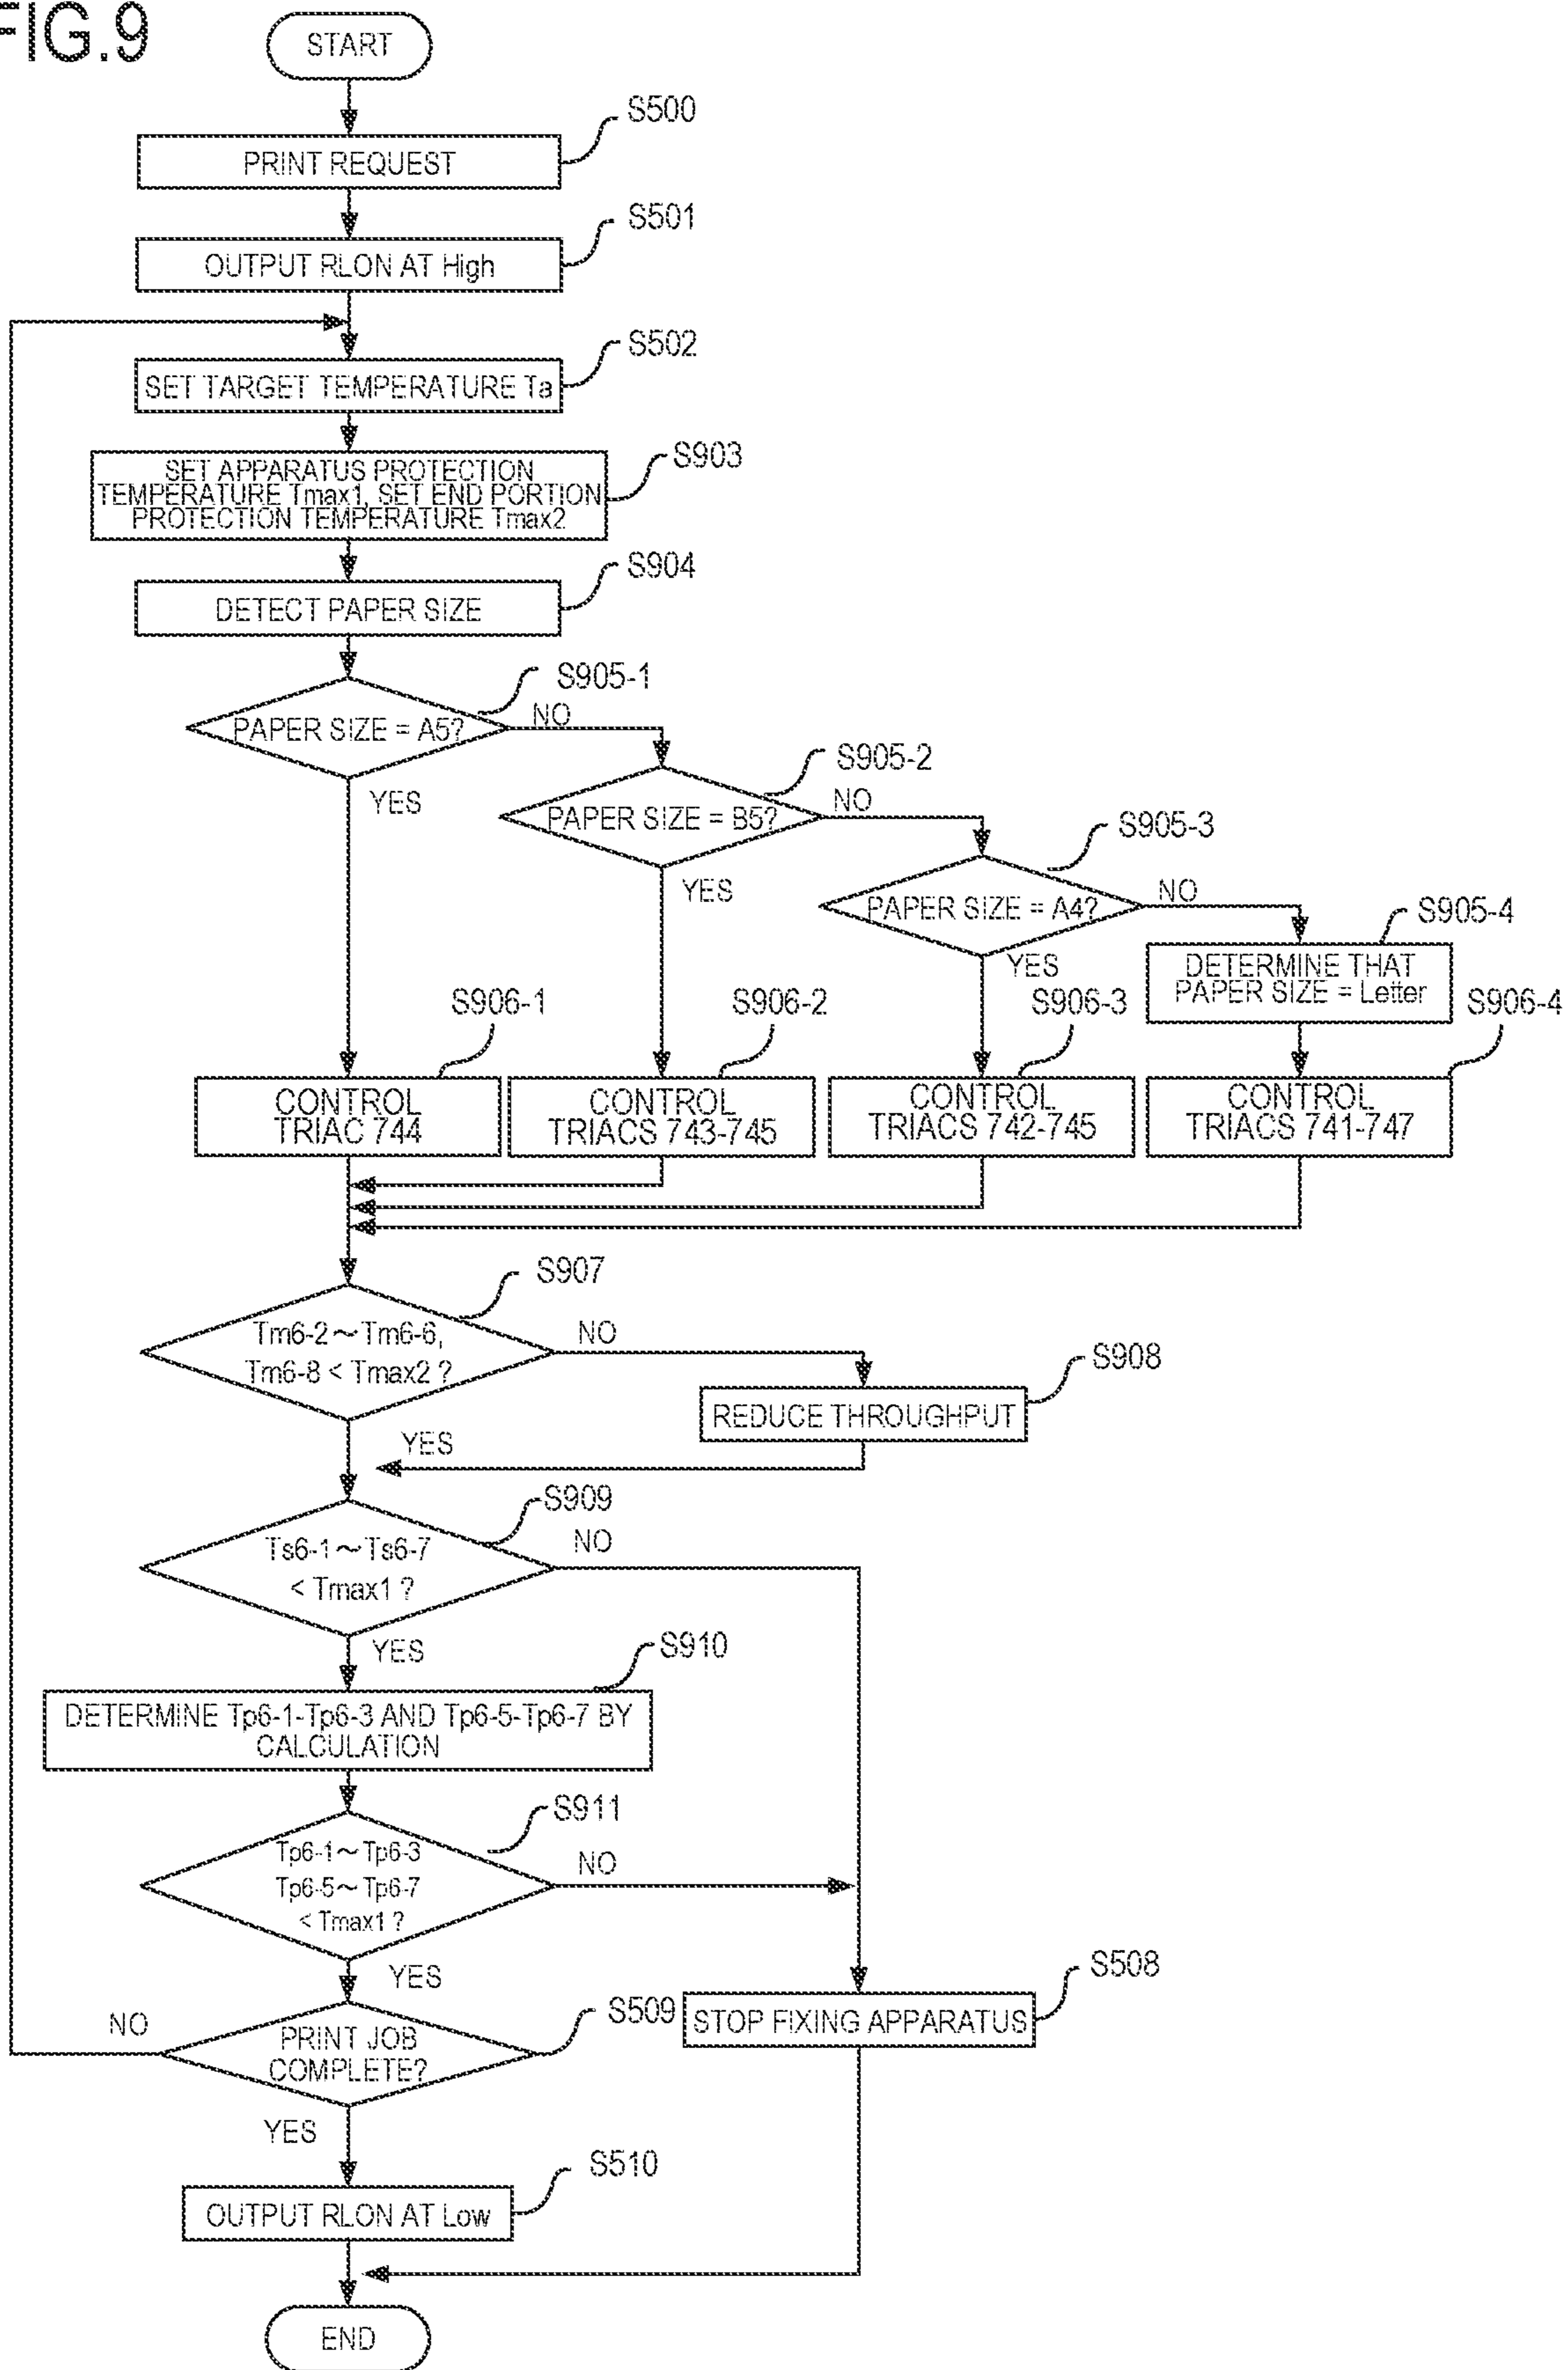 FIG.9
START
S500
PRINT REQUEST
S501
OUTPUT RLON AT High
S502
SET TARGET TEMPERATURE Ta
S903
SET APPARATUS PROTECTION
TEMPERATURE Tmax1, SET END PORTION
PROTECTION TEMPERATURE Tmax2
S904
DETECT PAPER SIZE
S905-1
PAPER SIZE = A5?
NO
YES
S905-2
PAPER SIZE = B5?
NO
YES
S905-3
PAPER SIZE = A4?
NO
YES
S905-4
DETERMINE THAT
PAPER SIZE = Letter
S906-1
CONTROL
TRIAC 744
S906-2
CONTROL
TRIACS 743-745
S906-3
CONTROL
TRIACS 742-745
S906-4
CONTROL
TRIACS 741-747
S907
Tm6-2～Tm6-6,
Tm6-8 < Tmax2 ?
NO
YES
S908
REDUCE THROUGHPUT
S909
Ts6-1～Ts6-7
< Tmax1 ?
NO
YES
S910
DETERMINE Tp6-1-Tp6-3 AND Tp6-5-Tp6-7 BY
CALCULATION
S911
Tp6-1～Tp6-3
Tp6-5～Tp6-7
< Tmax1 ?
NO
YES
S508
STOP FIXING APPARATUS
S509
PRINT JOB
COMPLETE?
NO
YES
S510
OUTPUT RLON AT Low
END